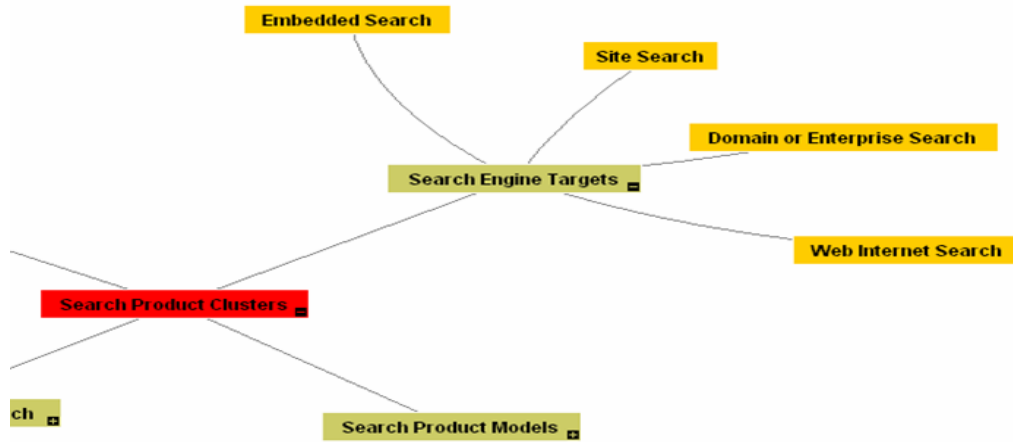 Embedded Search
Site Search
Domain or Enterprise Search
Search Engine Targets
Web Internet Search
Search Product Clusters
ch
Search Product Models